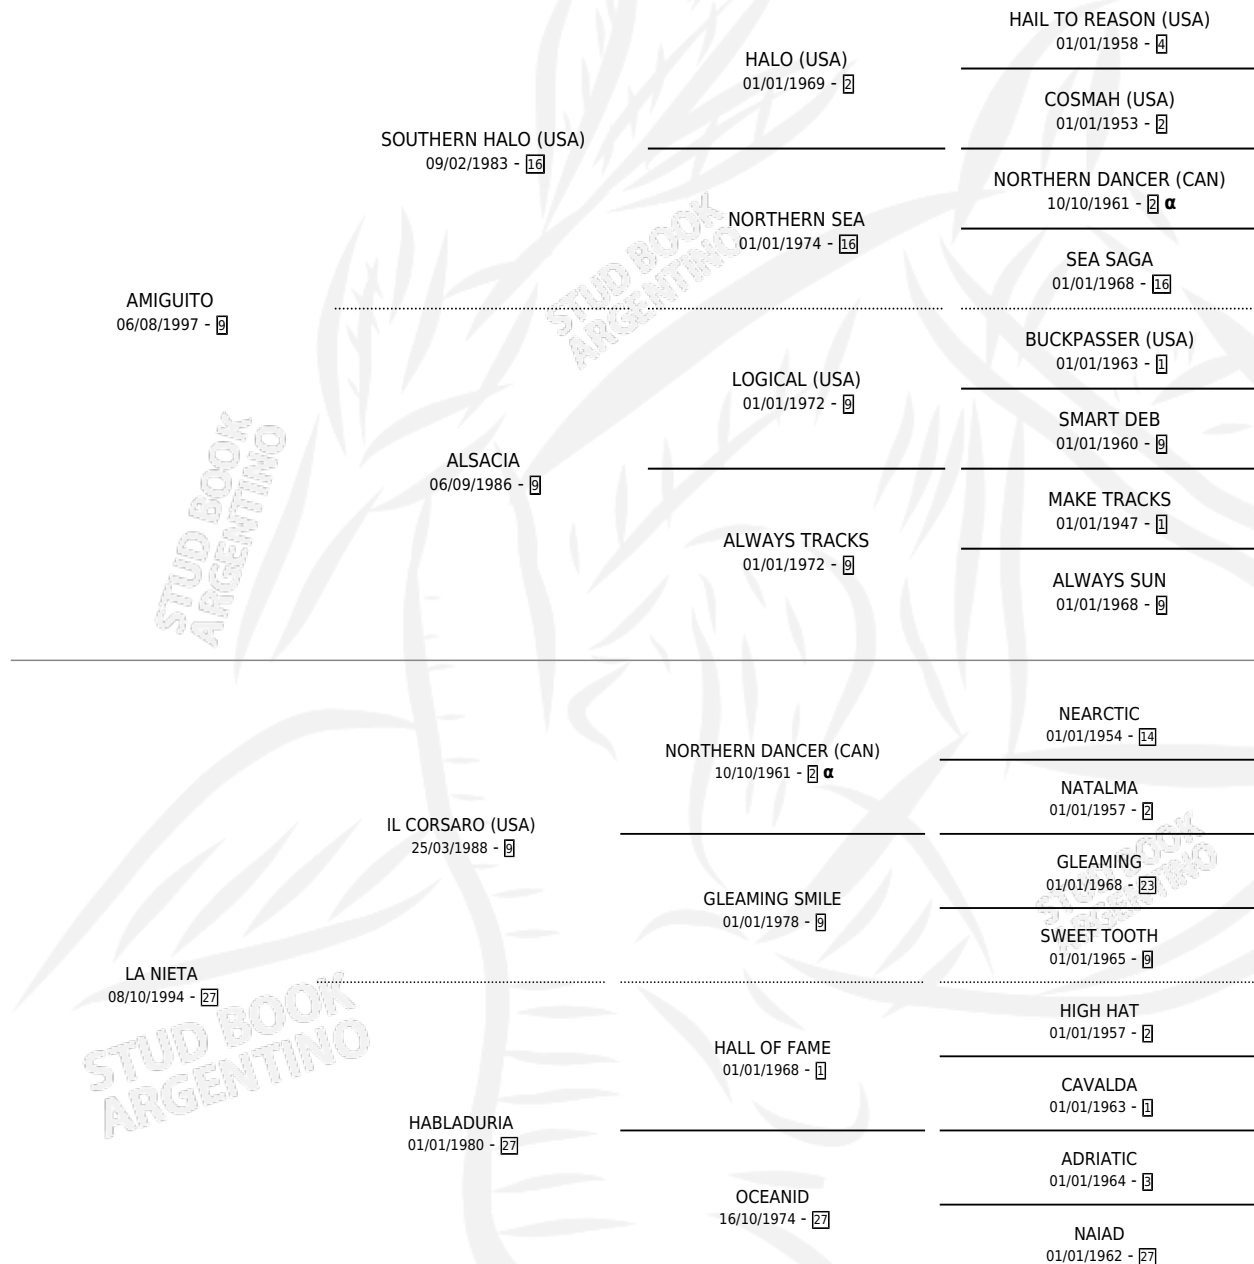 AMIGUITO
06/08/1997 - 9
SOUTHERN HALO (USA)
09/02/1983 - 16
HALO (USA)
01/01/1969 - 2
HAIL TO REASON (USA)
01/01/1958 - 4
COSMAH (USA)
01/01/1953 - 2
NORTHERN SEA
01/01/1974 - 16
NORTHERN DANCER (CAN)
10/10/1961 - 2 α
SEA SAGA
01/01/1968 - 16
ALSACIA
06/09/1986 - 9
LOGICAL (USA)
01/01/1972 - 9
BUCKPASSER (USA)
01/01/1963 - 1
SMART DEB
01/01/1960 - 9
ALWAYS TRACKS
01/01/1972 - 9
MAKE TRACKS
01/01/1947 - 1
ALWAYS SUN
01/01/1968 - 9
LA NIETA
08/10/1994 - 27
IL CORSARO (USA)
25/03/1988 - 9
NORTHERN DANCER (CAN)
10/10/1961 - 2 α
NEARCTIC
01/01/1954 - 14
NATALMA
01/01/1957 - 2
GLEAMING SMILE
01/01/1978 - 9
GLEAMING
01/01/1968 - 23
SWEET TOOTH
01/01/1965 - 9
HABLADURIA
01/01/1980 - 27
HALL OF FAME
01/01/1968 - 1
HIGH HAT
01/01/1957 - 2
CAVALDA
01/01/1963 - 1
OCEANID
16/10/1974 - 27
ADRIATIC
01/01/1964 - 3
NAIAD
01/01/1962 - 27
STUD BOOK
ARGENTINO
STUD BOOK
ARGENTINO
STUD BOOK
ARGENTINO
STUD BOOK
ARGENTINO